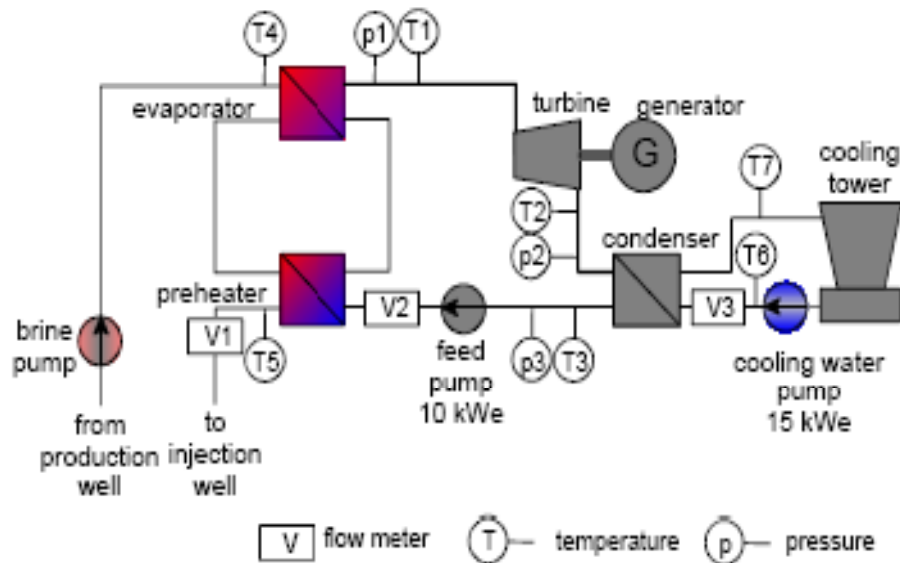 T4
p1
T1
evaporator
turbine
generator
G
cooling
tower
T7
T2
p2
condenser
T6
preheater
V1
T5
V2
feed
pump
10 kWe
p3
T3
V3
cooling water
pump
15 kWe
brine
pump
from
production
well
to
injection
well
V flow meter
T temperature
p pressure